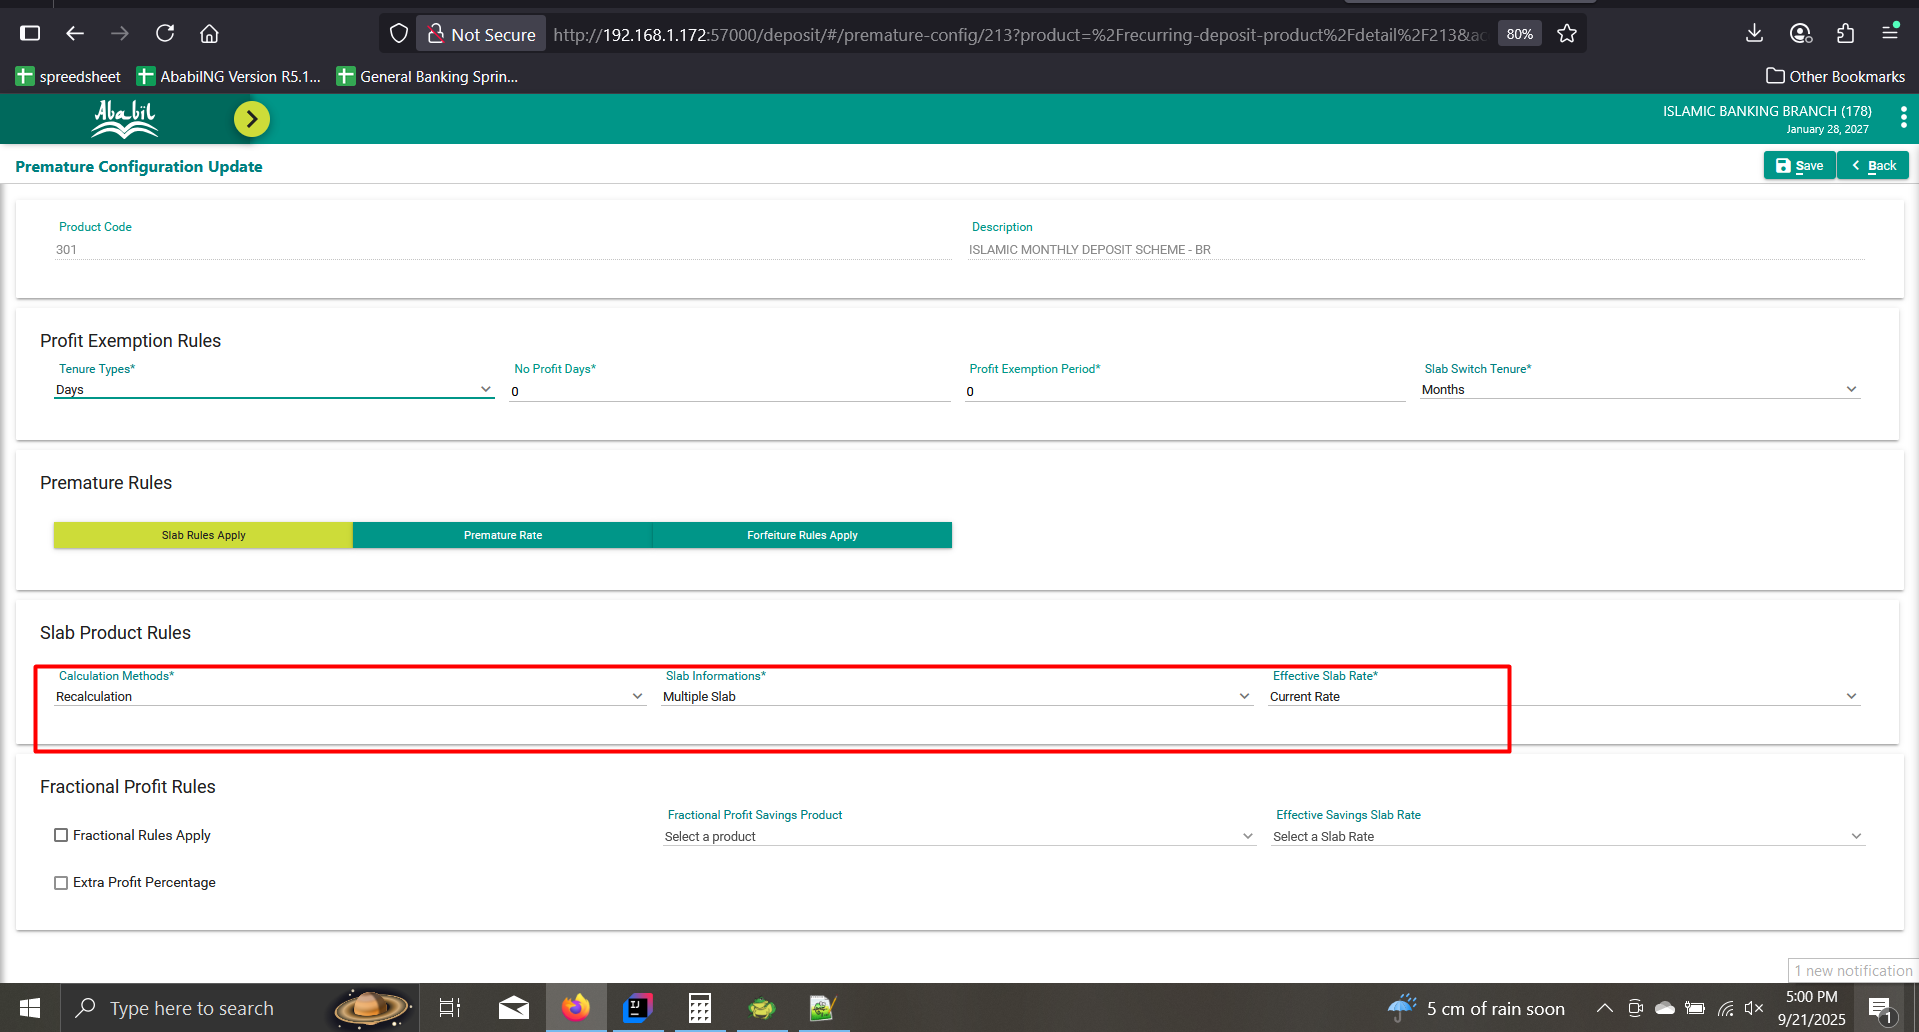 Not Secure
http://192.168.1.172:57000/deposit/#/premature-config/213?product=%2Frecurring-deposit-product%2Fdetail%2F213&a
80%
spreedsheet
AbabilNG Version R5.1...
General Banking Sprin...
Other Bookmarks
Ababil
ISLAMIC BANKING BRANCH (178)
January 28, 2027
Premature Configuration Update
Save
Back
Product Code
Description
301
ISLAMIC MONTHLY DEPOSIT SCHEME - BR
Profit Exemption Rules
Tenure Types*
No Profit Days*
Profit Exemption Period*
Slab Switch Tenure*
Days
0
0
Months
Premature Rules
Slab Rules Apply
Premature Rate
Forfeiture Rules Apply
Slab Product Rules
Calculation Methods*
Slab Informations*
Effective Slab Rate*
Recalculation
Multiple Slab
Current Rate
Fractional Profit Rules
Fractional Profit Savings Product
Effective Savings Slab Rate
Fractional Rules Apply
Select a product
Select a Slab Rate
Extra Profit Percentage
1 new notification
Type here to search
IJ
5 cm of rain soon
5:00 PM
9/21/2025
1